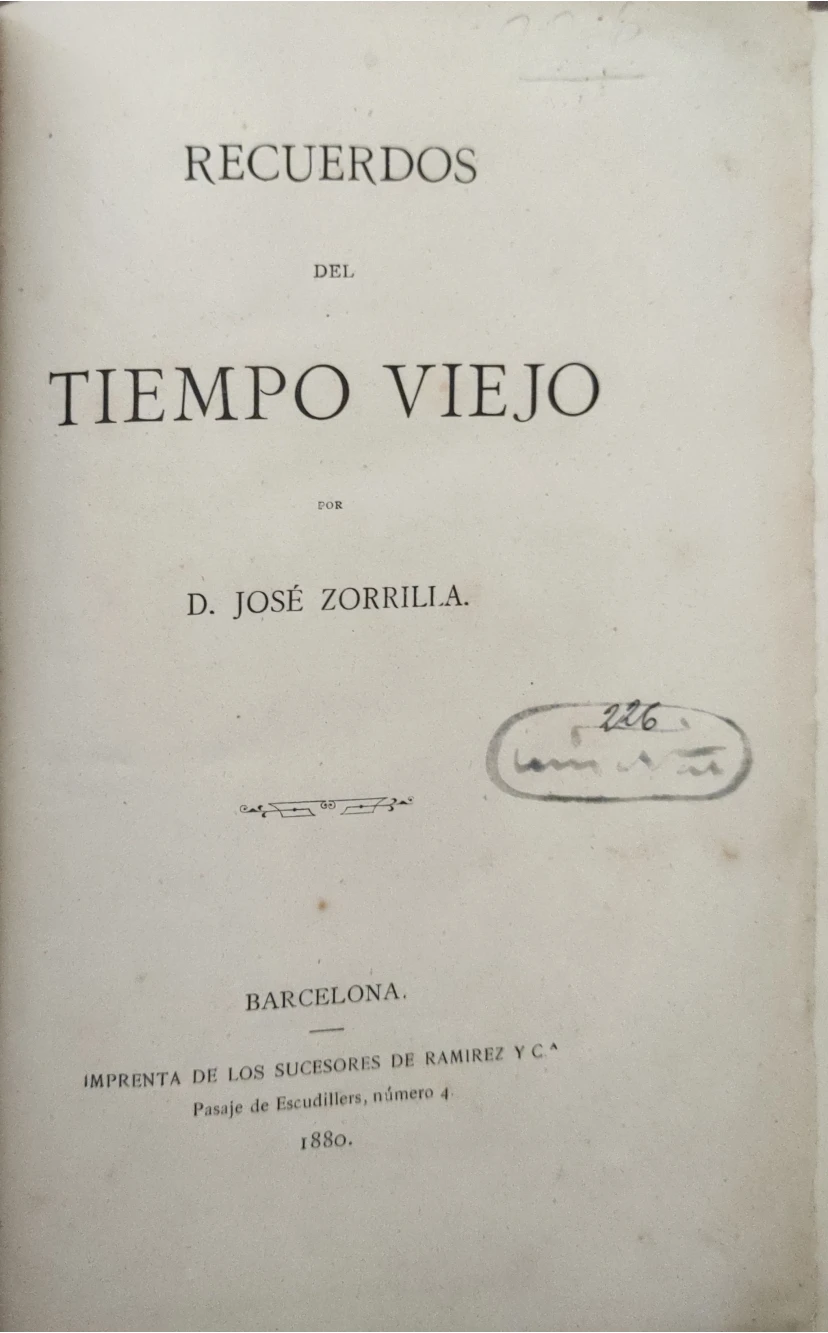 RECUERDOS
DEL
TIEMPO VIEJO
POR
D. JOSÉ ZORRILLA.
226
BARCELONA.
IMPRENTA DE LOS SUCESORES DE RAMIREZ Y C.ᴬ
Pasaje de Escudillers, número 4.
1880.